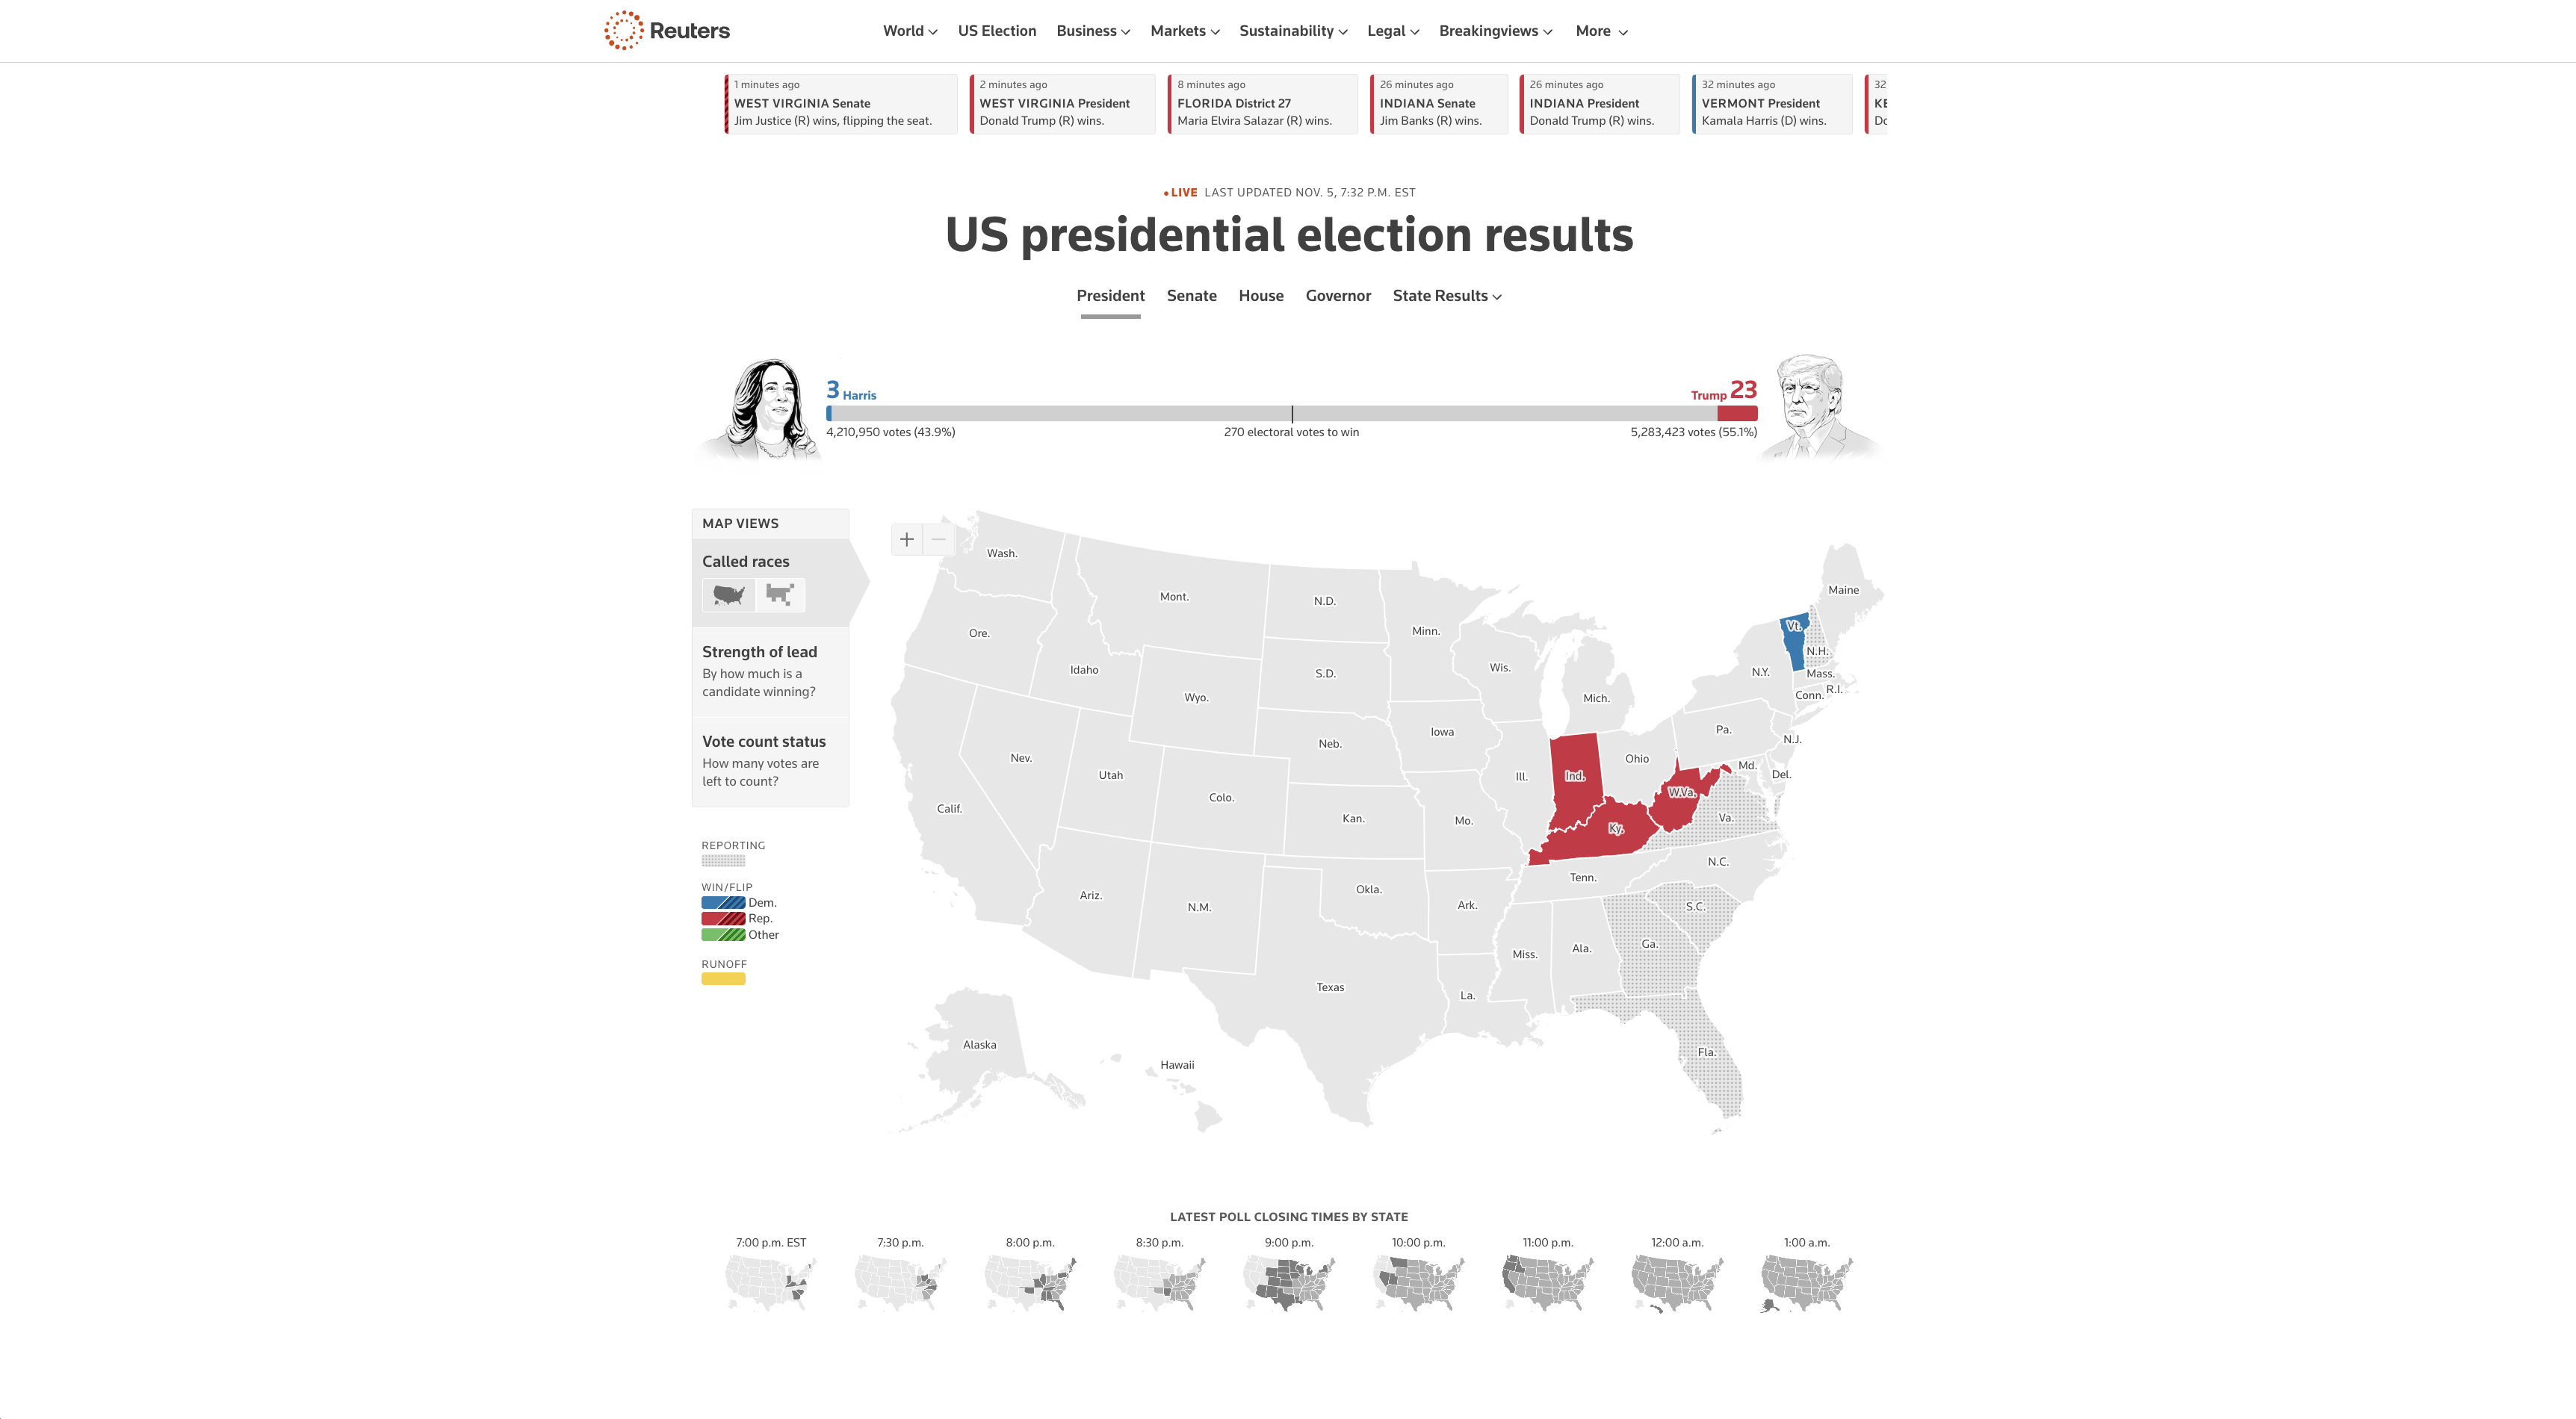 Reuters
World US Election Business Markets Sustainability Legal Breakingviews More
1 minutes ago
WEST VIRGINIA Senate
Jim Justice (R) wins, flipping the seat.
2 minutes ago
WEST VIRGINIA President
Donald Trump (R) wins.
8 minutes ago
FLORIDA District 27
Maria Elvira Salazar (R) wins.
26 minutes ago
INDIANA Senate
Jim Banks (R) wins.
26 minutes ago
INDIANA President
Donald Trump (R) wins.
32 minutes ago
VERMONT President
Kamala Harris (D) wins.
32
KE
Do
LIVE LAST UPDATED NOV. 5, 7:32 P.M. EST
US presidential election results
President Senate House Governor State Results
3 Harris
Trump 23
4,210,950 votes (43.9%)
270 electoral votes to win
5,283,423 votes (55.1%)
MAP VIEWS
Called races
Strength of lead
By how much is a
candidate winning?
Vote count status
How many votes are
left to count?
REPORTING
WIN/FLIP
Dem.
Rep.
Other
RUNOFF
+ −
Wash.
Mont.
N.D.
Minn.
Maine
Ore.
Idaho
Wyo.
S.D.
Wis.
Mich.
Vt.
N.H.
N.Y.
Mass.
R.I.
Conn.
Nev.
Utah
Colo.
Neb.
Iowa
Ill.
Ind.
Ohio
Pa.
N.J.
Md.
Del.
Calif.
Kan.
Mo.
Ky.
W.Va.
Va.
Ariz.
N.M.
Okla.
Ark.
Tenn.
N.C.
S.C.
Texas
La.
Miss.
Ala.
Ga.
Fla.
Alaska
Hawaii
LATEST POLL CLOSING TIMES BY STATE
7:00 p.m. EST
7:30 p.m.
8:00 p.m.
8:30 p.m.
9:00 p.m.
10:00 p.m.
11:00 p.m.
12:00 a.m.
1:00 a.m.